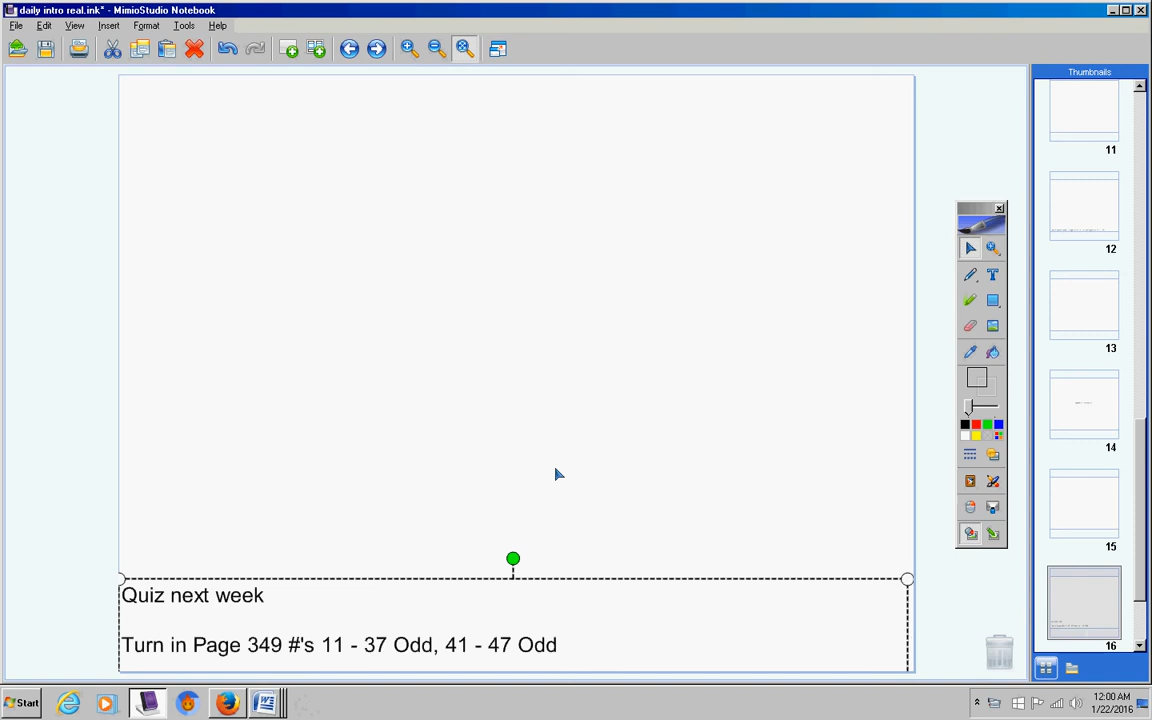 daily intro real.ink* - MimioStudio Notebook
File Edit View Insert Format Tools Help
Thumbnails
11
12
13
14
15
16
Quiz next week
Turn in Page 349 #'s 11 - 37 Odd, 41 - 47 Odd
Start
12:00 AM
1/22/2016